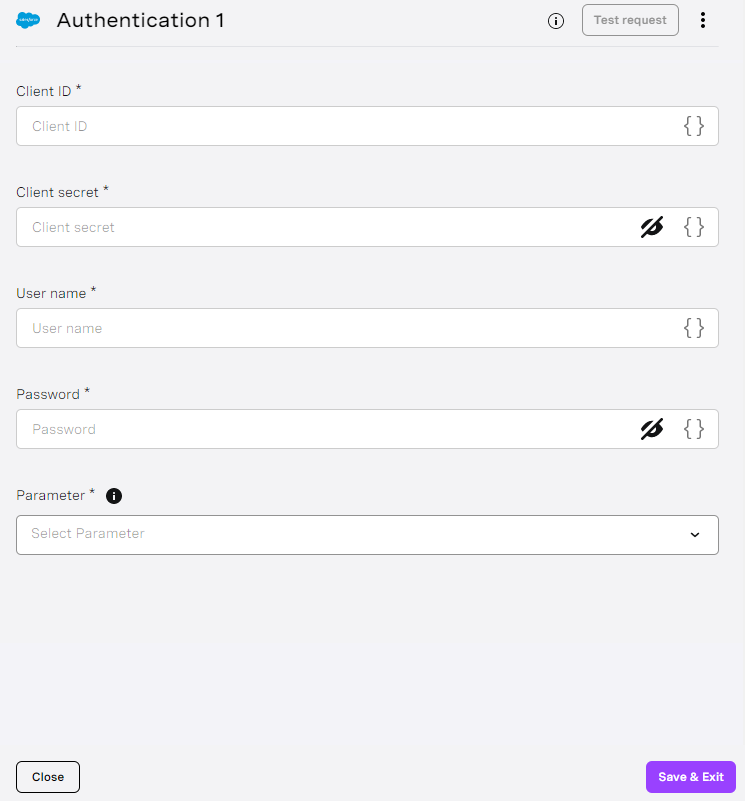 salesforce
Authentication 1
Test request
Client ID *
Client ID
{ }
Client secret *
Client secret
{ }
User name *
User name
{ }
Password *
Password
{ }
Parameter *
Select Parameter
Close
Save & Exit